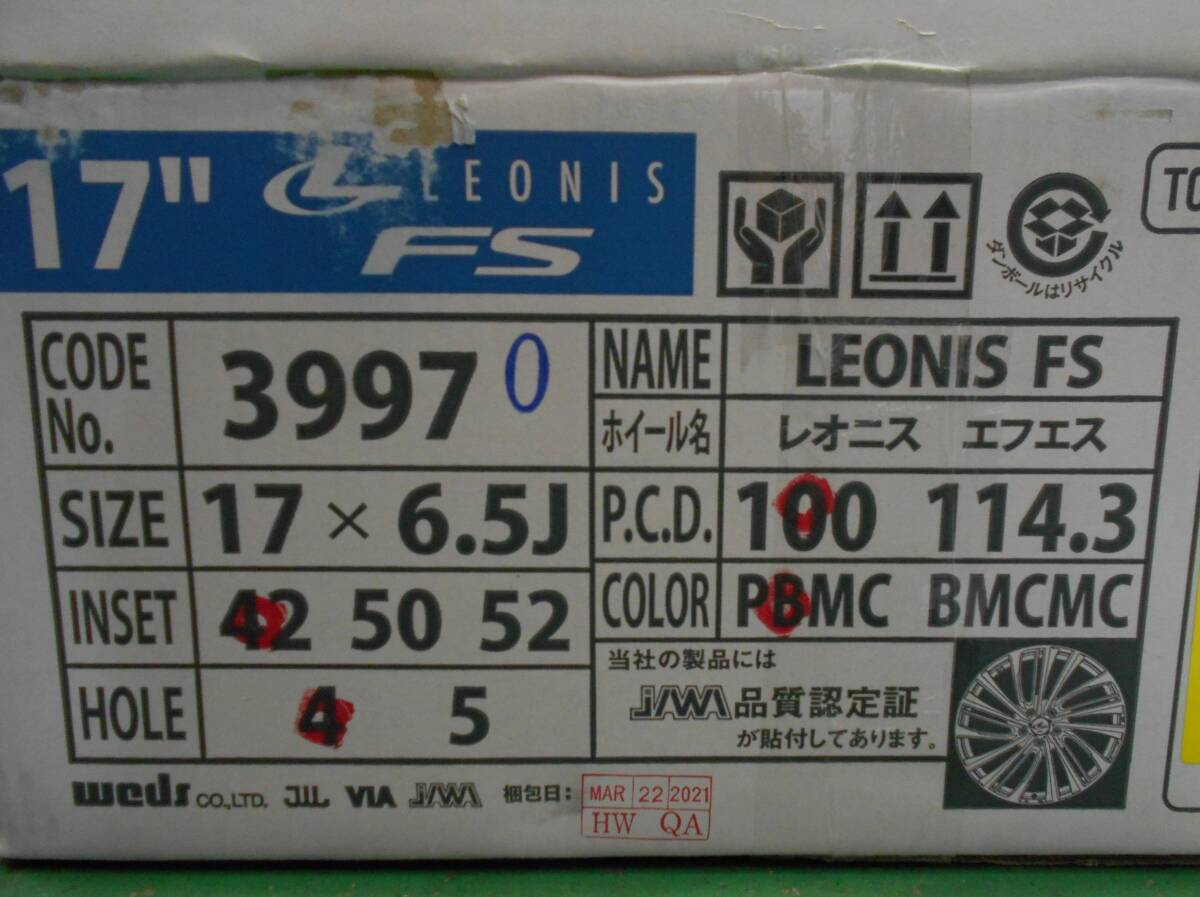 17" LEONIS
FS
ダンボールはリサイクル
TC
CODE No. 3997 0
NAME LEONIS FS
ホイール名 レオニス エフエス
SIZE 17 × 6.5J
P.C.D. 100 114.3
INSET 42 50 52
COLOR PBMC BMCMC
HOLE 4 5
当社の製品には
JAWA 品質認定証
が貼付してあります。
weds CO.,LTD. JWL VIA JAWA 梱包日:
MAR 22 2021
HW QA